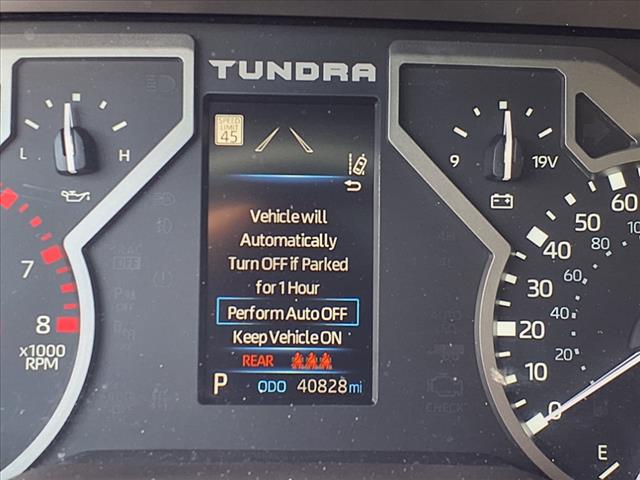 TUNDRA
SPEED
LIMIT
45
L H
9 19V
Vehicle will
Automatically
Turn OFF if Parked
for 1 Hour
Perform Auto OFF
Keep Vehicle ON
REAR
P ODO 40828 mi
7
8
x1000
RPM
60
50
40
30
20
10
0
80
60
40
20
E
CHECK
OFF